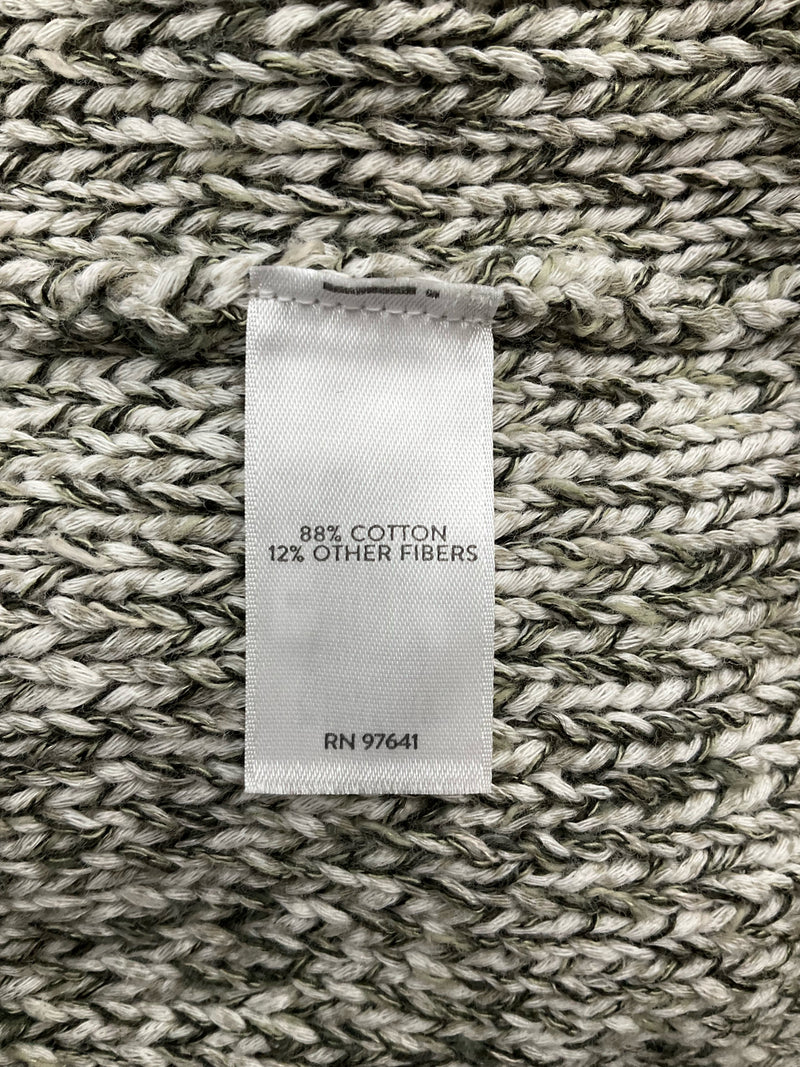 88% COTTON
12% OTHER FIBERS
RN 97641